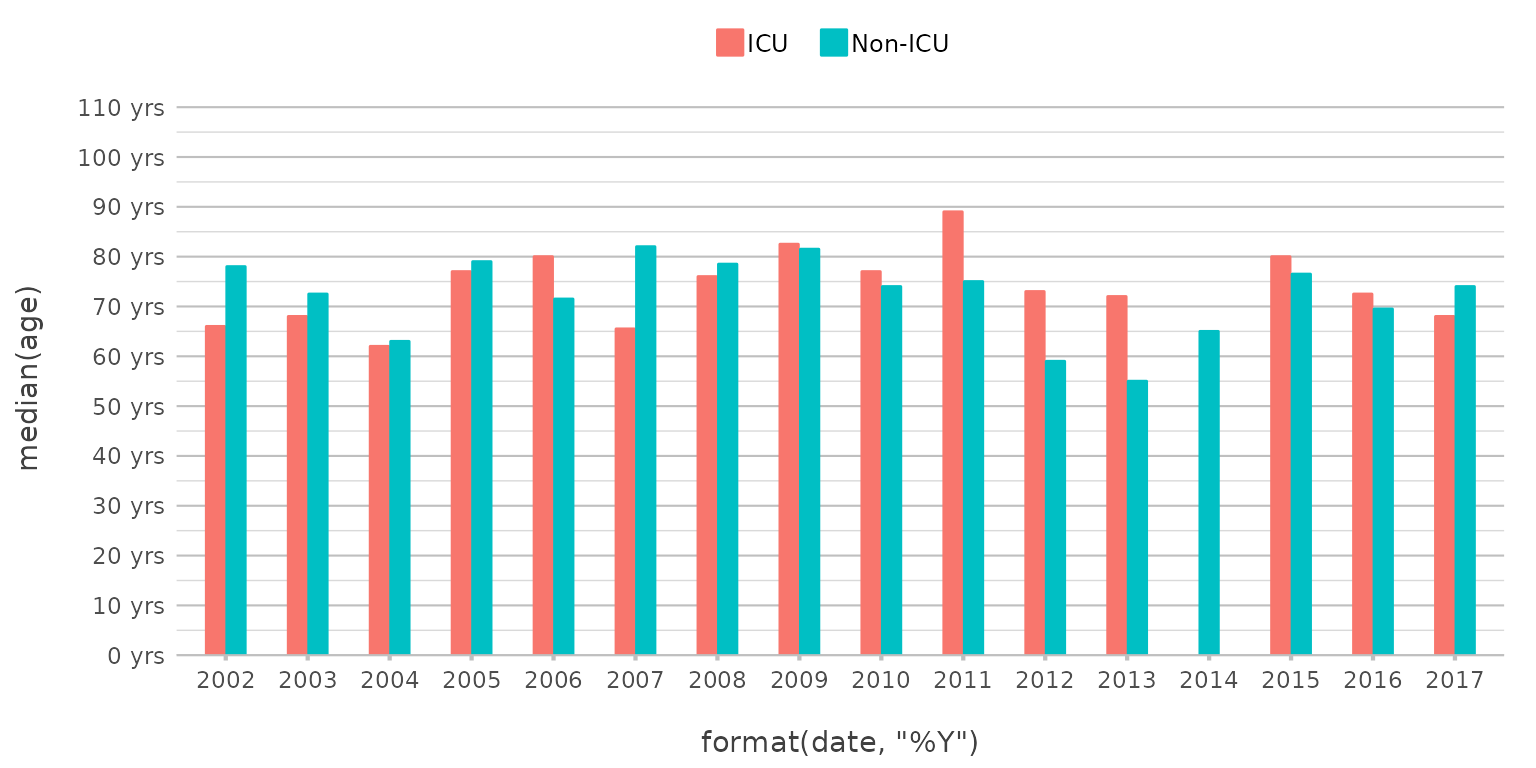 ICU Non-ICU
110 yrs
100 yrs
90 yrs
80 yrs
70 yrs
60 yrs
50 yrs
40 yrs
30 yrs
20 yrs
10 yrs
0 yrs
median(age)
2002 2003 2004 2005 2006 2007 2008 2009 2010 2011 2012 2013 2014 2015 2016 2017
format(date, "%Y")